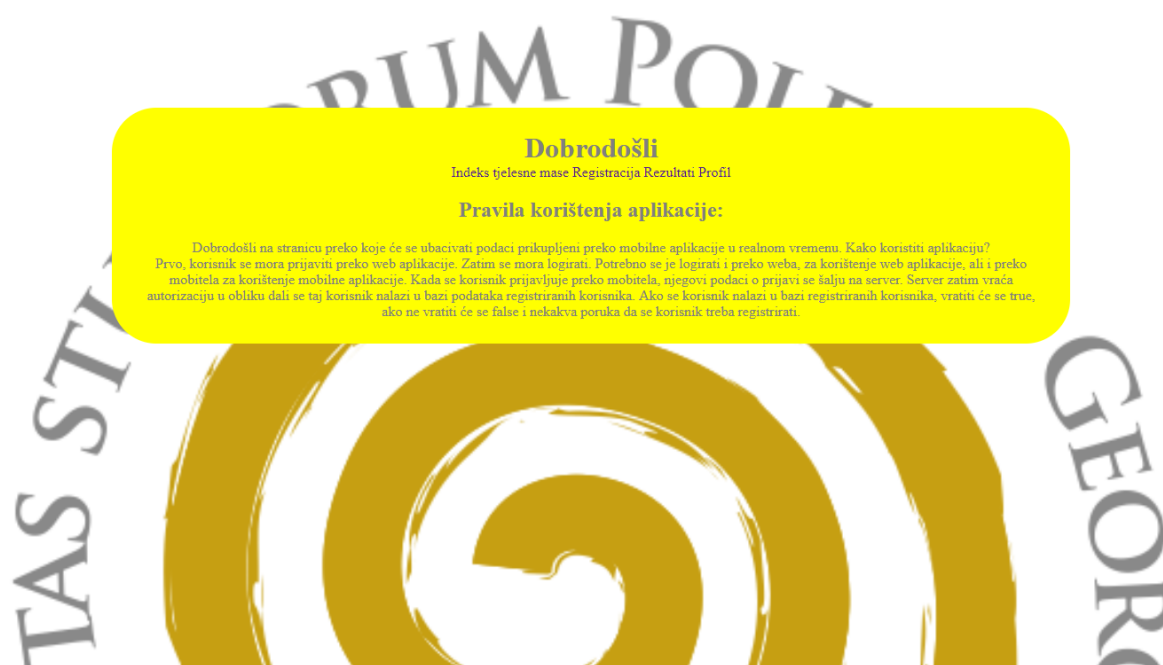 UM POL
GEOR
TAS ST
Dobrodošli
Indeks tjelesne mase Registracija Rezultati Profil
Pravila korištenja aplikacije:
Dobrodošli na stranicu preko koje će se ubacivati podaci prikupljeni preko mobilne aplikacije u realnom vremenu. Kako koristiti aplikaciju?
Prvo, korisnik se mora prijaviti preko web aplikacije. Zatim se mora logirati. Potrebno se je logirati i preko weba, za korištenje web aplikacije, ali i preko
mobitela za korištenje mobilne aplikacije. Kada se korisnik prijavljuje preko mobitela, njegovi podaci o prijavi se šalju na server. Server zatim vraća
autorizaciju u obliku dali se taj korisnik nalazi u bazi podataka registriranih korisnika. Ako se korisnik nalazi u bazi registriranih korisnika, vratiti će se true,
ako ne vratiti će se false i nekakva poruka da se korisnik treba registrirati.